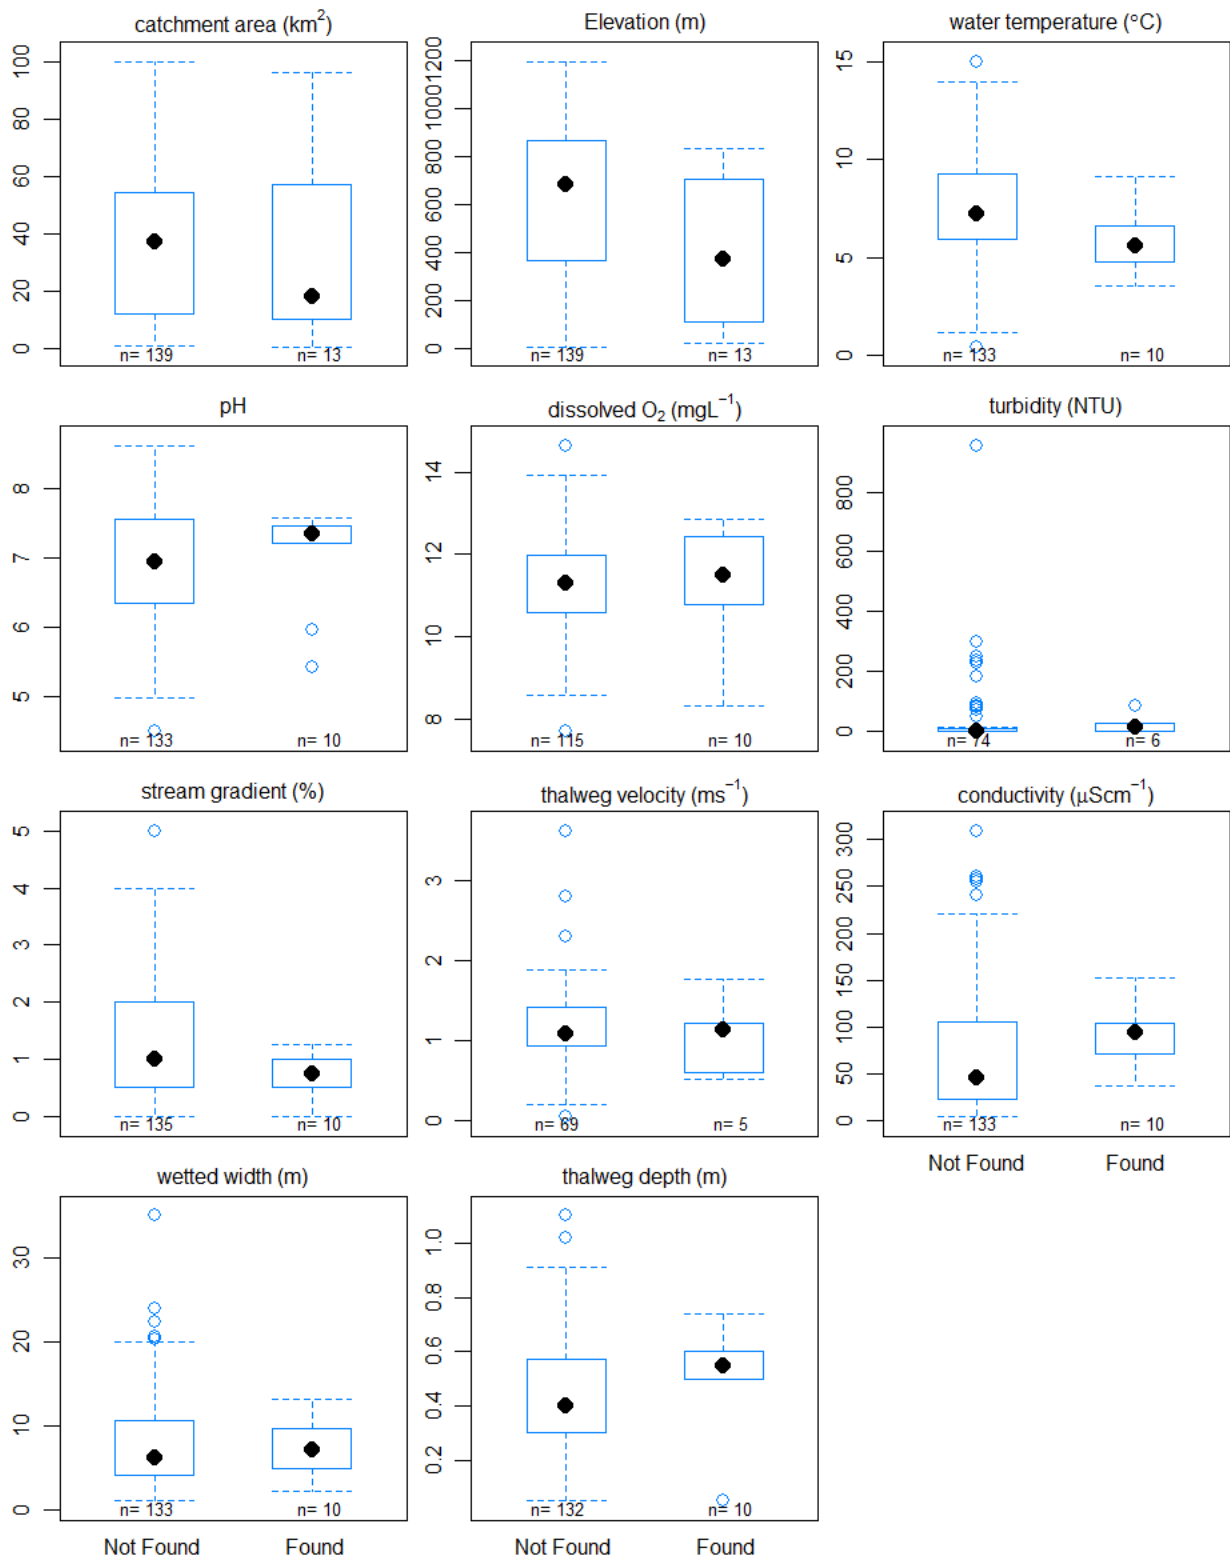 catchment area (km²)
Elevation (m)
water temperature (°C)
0 20 40 60 80 100
n= 139 n= 13
0 200 400 600 800 1000 1200
n= 139 n= 13
0 5 10 15
n= 133 n= 10
pH
dissolved O₂ (mgL⁻¹)
turbidity (NTU)
5 6 7 8
n= 133 n= 10
8 10 12 14
n= 115 n= 10
0 200 400 600 800
n= 74 n= 6
stream gradient (%)
thalweg velocity (ms⁻¹)
conductivity (μScm⁻¹)
0 1 2 3 4 5
n= 135 n= 10
0 1 2 3
n= 69 n= 5
0 50 100 150 200 250 300
n= 133 n= 10
Not Found Found
wetted width (m)
thalweg depth (m)
0 10 20 30
n= 133 n= 10
0.2 0.4 0.6 0.8 1.0
n= 132 n= 10
Not Found Found
Not Found Found